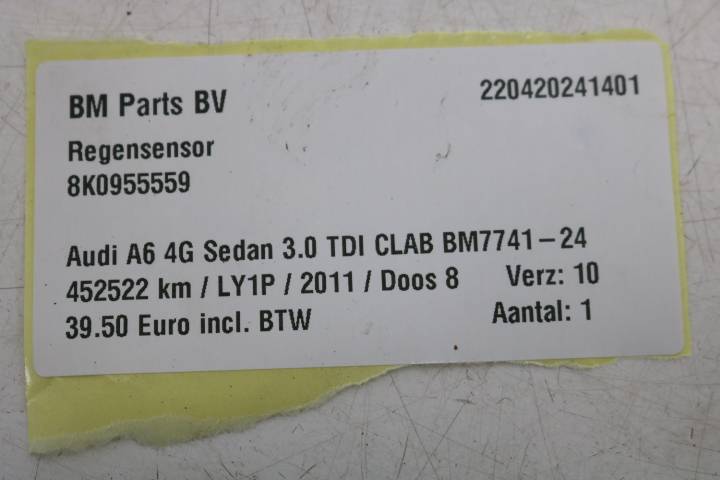 BM Parts BV 220420241401
Regensensor
8K0955559
Audi A6 4G Sedan 3.0 TDI CLAB BM7741-24
452522 km / LY1P / 2011 / Doos 8 Verz: 10
39.50 Euro incl. BTW Aantal: 1